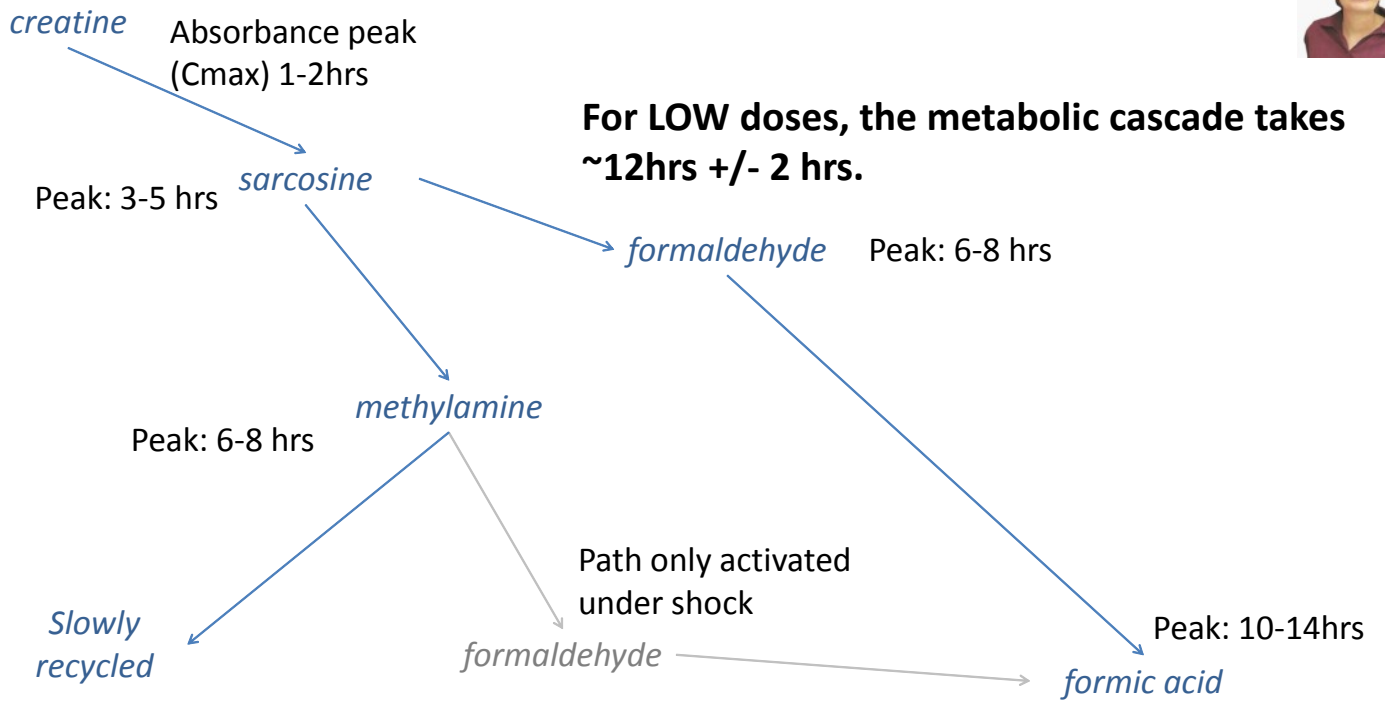 creatine
Absorbance peak
(Cmax) 1-2hrs
For LOW doses, the metabolic cascade takes
~12hrs +/- 2 hrs.
Peak: 3-5 hrs
sarcosine
formaldehyde
Peak: 6-8 hrs
methylamine
Peak: 6-8 hrs
Path only activated
under shock
Slowly
recycled
formaldehyde
Peak: 10-14hrs
formic acid